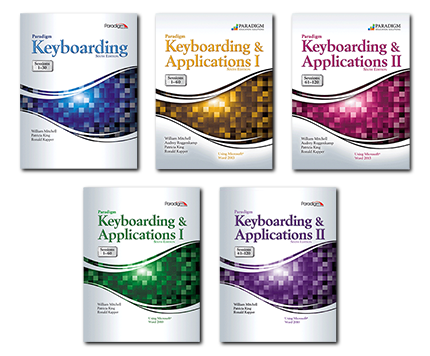 Paradigm
Paradigm
Keyboarding
Sixth Edition
Sessions
1-30
William Mitchell
Patricia King
Ronald Kapper
PARADIGM
EDUCATION SOLUTIONS
Paradigm
Keyboarding &
Applications I
Sixth Edition
Sessions
1-60
William Mitchell
Audrey Roggenkamp
Patricia King
Ronald Kapper
Using Microsoft®
Word 2013
PARADIGM
EDUCATION SOLUTIONS
Paradigm
Keyboarding &
Applications II
Sixth Edition
Sessions
61-120
William Mitchell
Audrey Roggenkamp
Patricia King
Ronald Kapper
Using Microsoft®
Word 2013
Paradigm
Paradigm
Keyboarding &
Applications I
Sixth Edition
Sessions
1-60
William Mitchell
Patricia King
Ronald Kapper
Using Microsoft®
Word 2010
Paradigm
Paradigm
Keyboarding &
Applications II
Sixth Edition
Sessions
61-120
William Mitchell
Patricia King
Ronald Kapper
Using Microsoft®
Word 2010